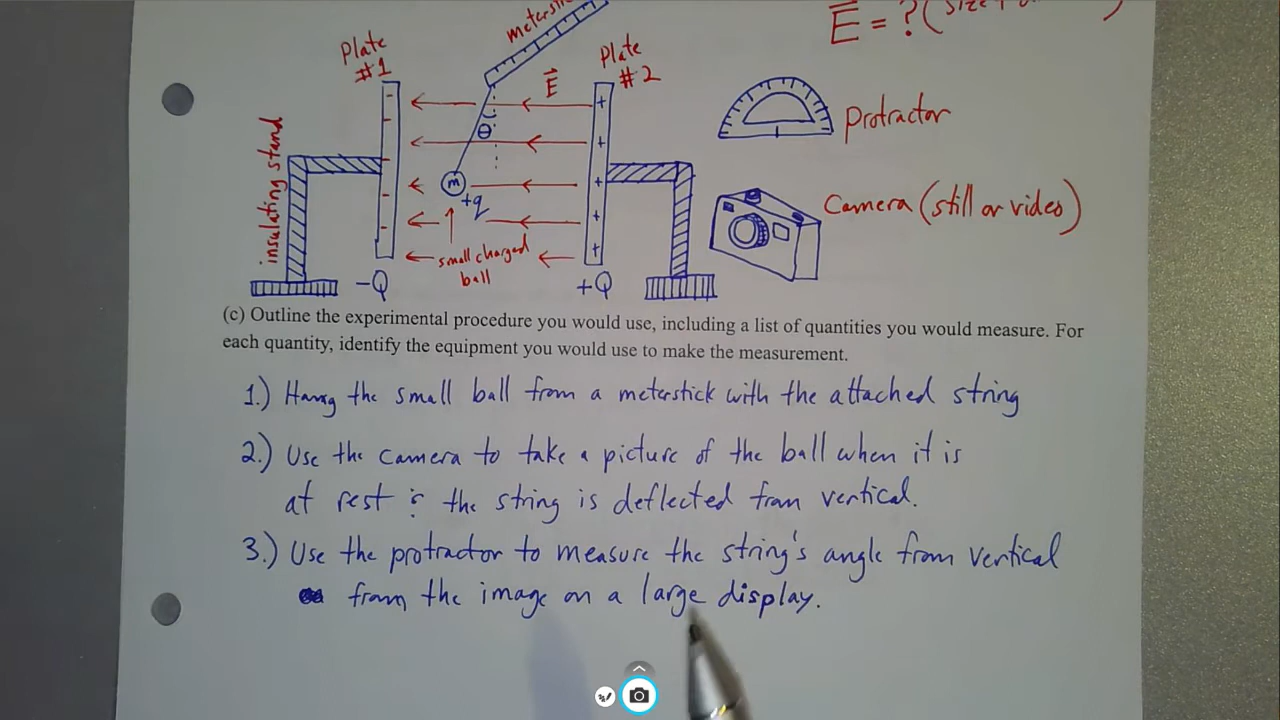 meterst
E = ? ( size
Plate
#1
E
Plate
#2
- - - - -
+ + + + +
θ
m
+q
small charged
ball
-Q
+Q
insulating stand
Protractor
Camera (still or video)
(c) Outline the experimental procedure you would use, including a list of quantities you would measure. For
each quantity, identify the equipment you would use to make the measurement.
1.) Hang the small ball from a meterstick with the attached string
2.) Use the camera to take a picture of the ball when it is
at rest & the string is deflected from vertical.
3.) Use the protractor to measure the string's angle from vertical
from the image on a large display.